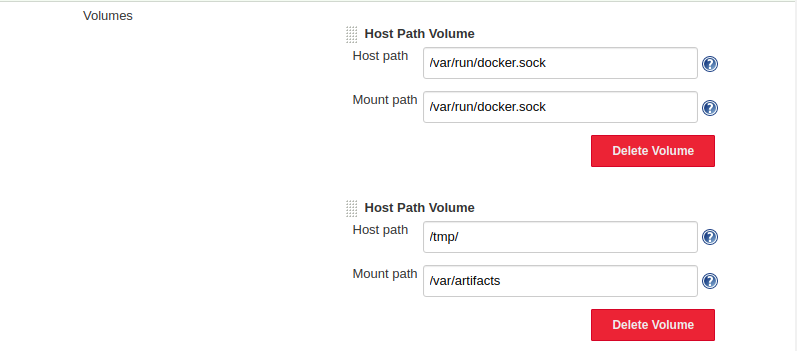 Volumes
Host Path Volume
Host path
/var/run/docker.sock
?
Mount path
/var/run/docker.sock
?
Delete Volume
Host Path Volume
Host path
/tmp/
?
Mount path
/var/artifacts
?
Delete Volume